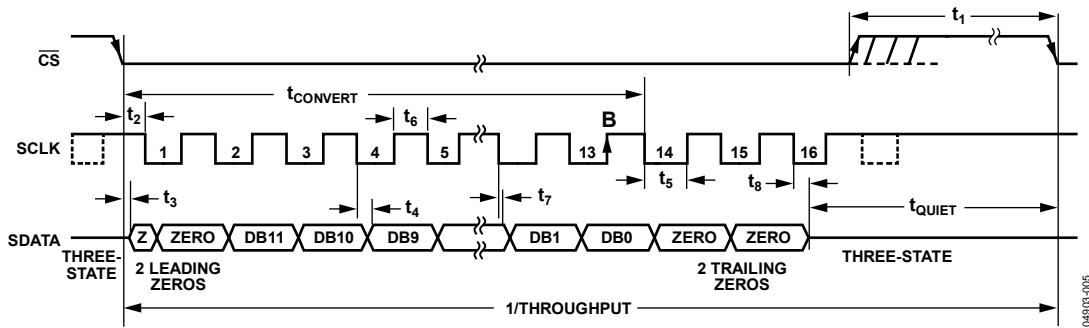 t1
CS
tCONVERT
t2
t6
B
SCLK
1
2
3
4
5
13
14
15
16
t5
t8
t3
t4
t7
tQUIET
SDATA
Z
ZERO
DB11
DB10
DB9
DB1
DB0
ZERO
ZERO
THREE-
STATE
2 LEADING
ZEROS
2 TRAILING
ZEROS
THREE-STATE
1/THROUGHPUT
04903-005